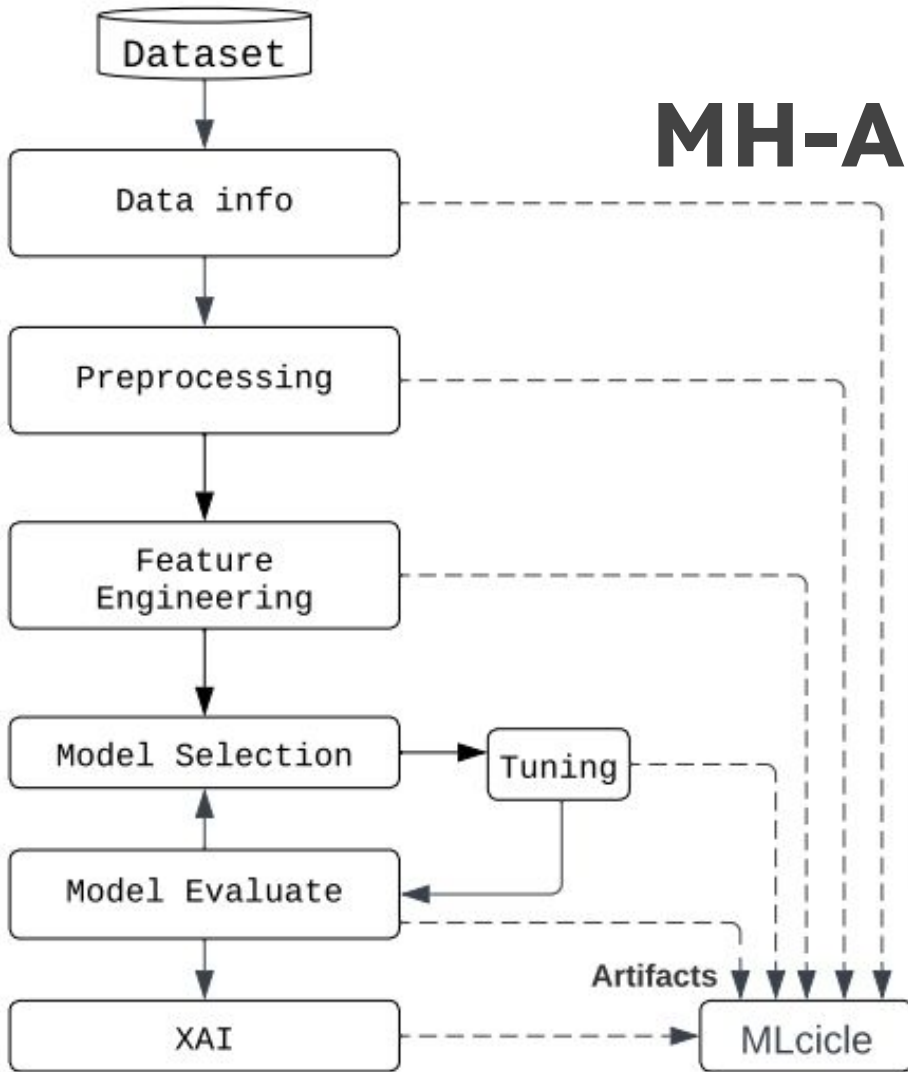 Dataset
MH-A
Data info
Preprocessing
Feature
Engineering
Model Selection
Tuning
Model Evaluate
Artifacts
XAI
MLcicle